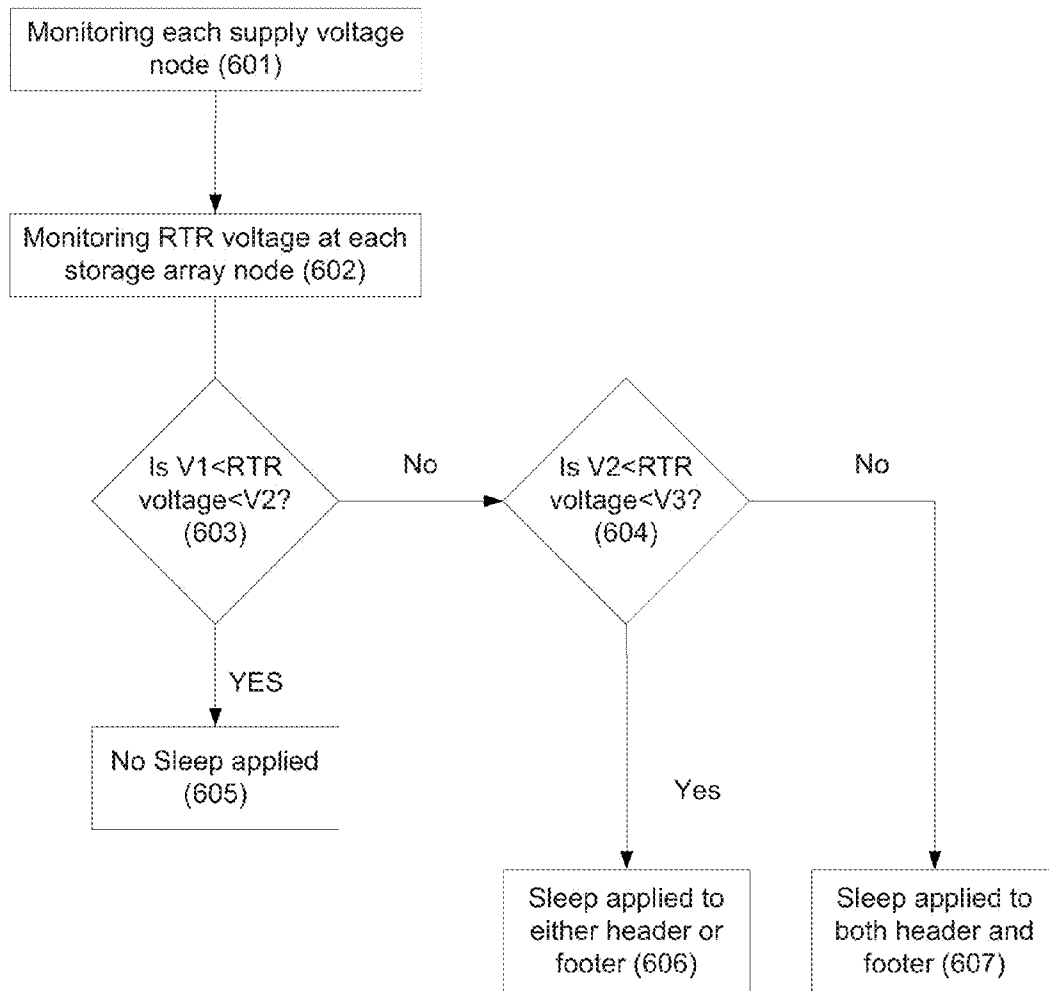 Monitoring each supply voltage
node (601)
Monitoring RTR voltage at each
storage array node (602)
Is V1<RTR
voltage<V2?
(603)
No
Is V2<RTR
voltage<V3?
(604)
No
YES
No Sleep applied
(605)
Yes
Sleep applied to
either header or
footer (606)
Sleep applied to
both header and
footer (607)